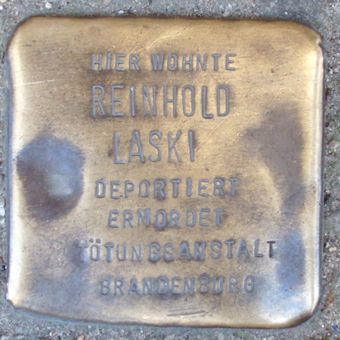 HIER WOHNTE
REINHOLD
LASKI
DEPORTIERT
ERMORDET
TÖTUNGSANSTALT
BRANDENBURG